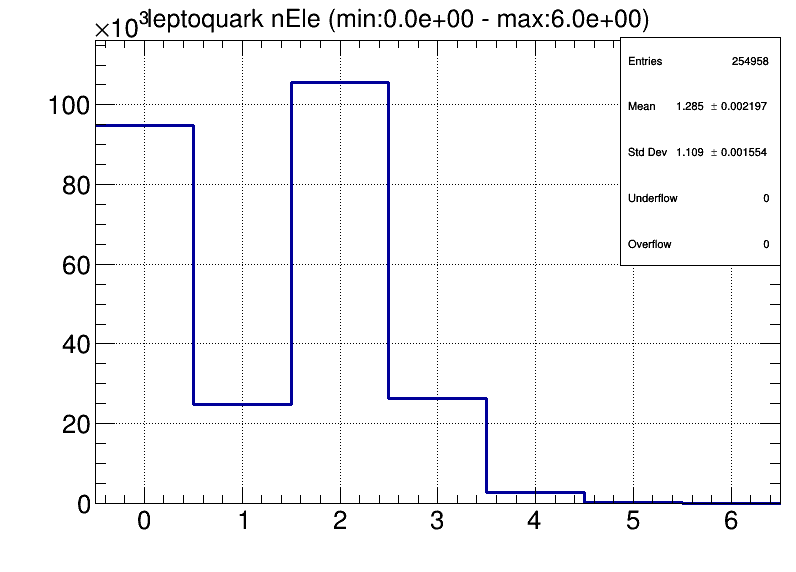 ×10³
leptoquark nEle (min:0.0e+00 - max:6.0e+00)
Entries 254958
Mean 1.285 ± 0.002197
Std Dev 1.109 ± 0.001554
Underflow 0
Overflow 0
100
80
60
40
20
0
0 1 2 3 4 5 6